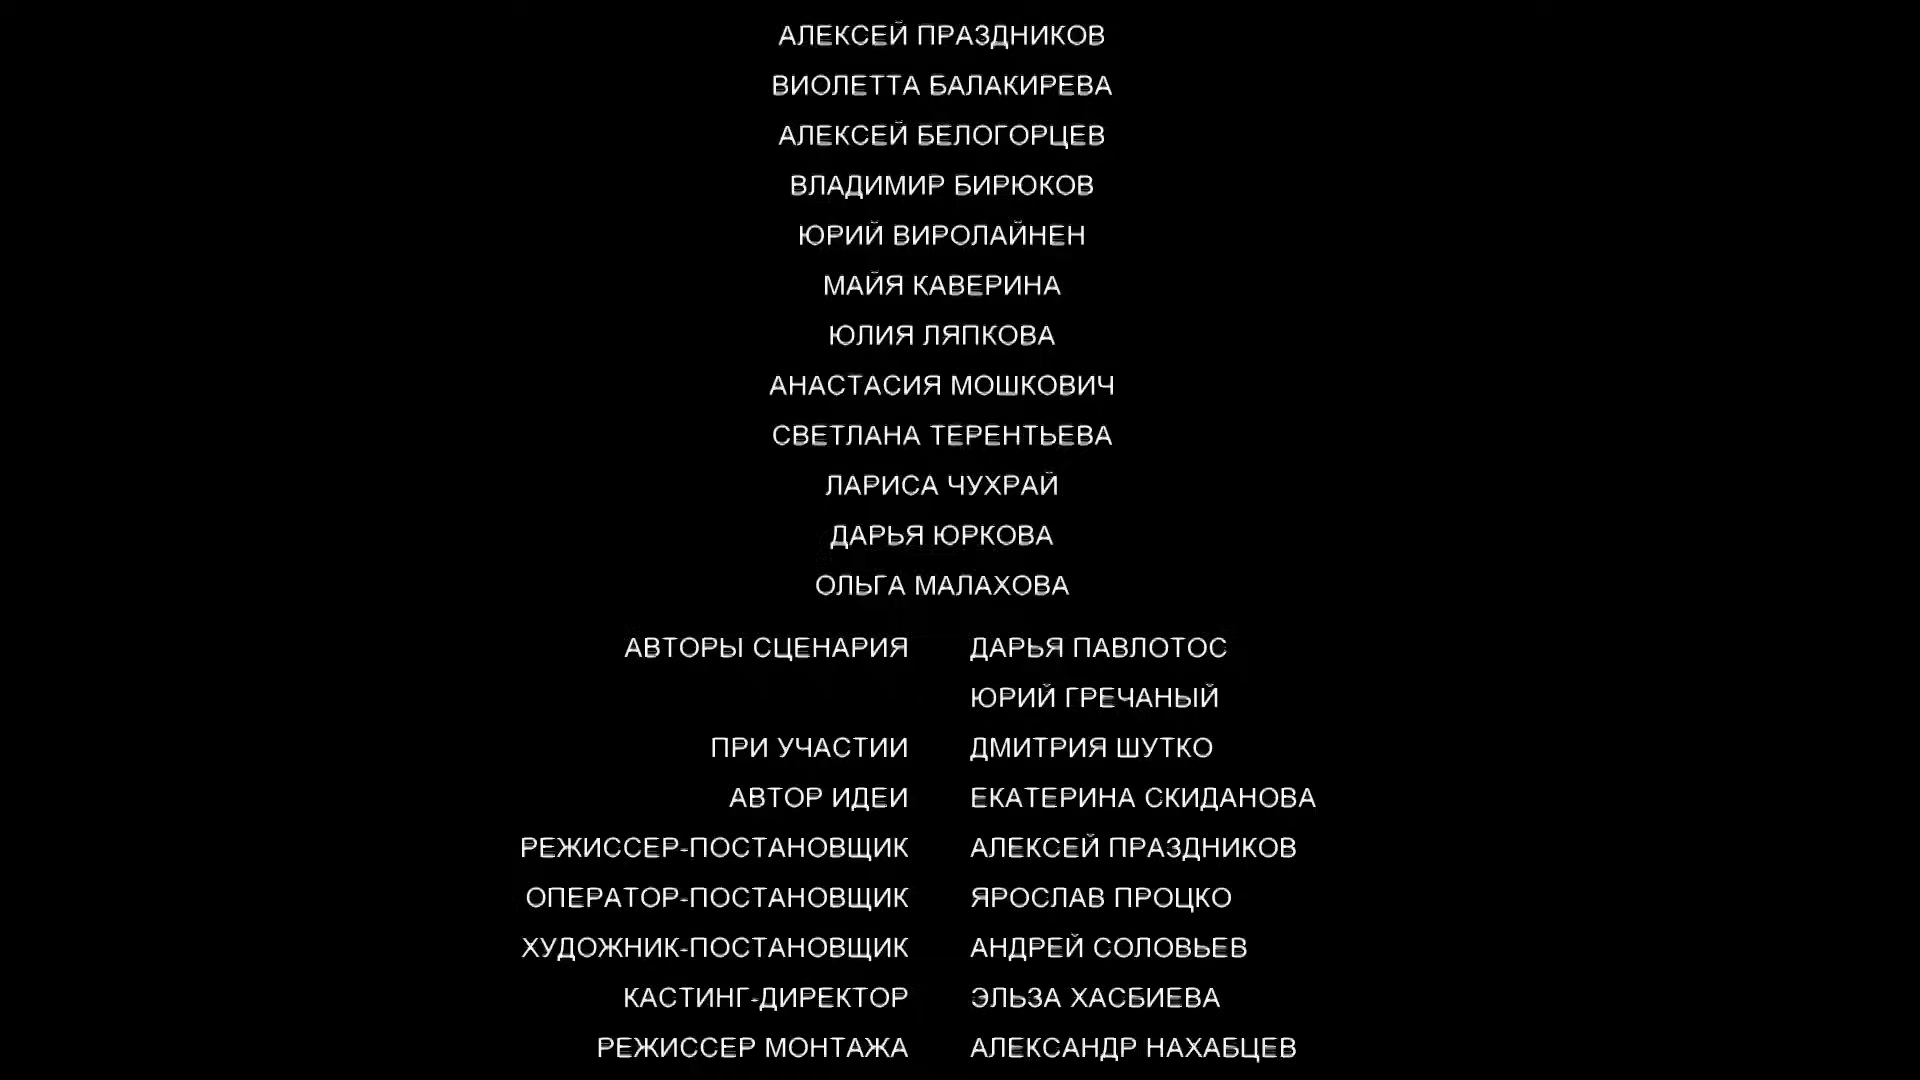 АЛЕКСЕЙ ПРАЗДНИКОВ
ВИОЛЕТТА БАЛАКИРЕВА
АЛЕКСЕЙ БЕЛОГОРЦЕВ
ВЛАДИМИР БИРЮКОВ
ЮРИЙ ВИРОЛАЙНЕН
МАЙЯ КАВЕРИНА
ЮЛИЯ ЛЯПКОВА
АНАСТАСИЯ МОШКОВИЧ
СВЕТЛАНА ТЕРЕНТЬЕВА
ЛАРИСА ЧУХРАЙ
ДАРЬЯ ЮРКОВА
ОЛЬГА МАЛАХОВА
АВТОРЫ СЦЕНАРИЯ ДАРЬЯ ПАВЛОТОС
ЮРИЙ ГРЕЧАНЫЙ
ПРИ УЧАСТИИ ДМИТРИЯ ШУТКО
АВТОР ИДЕИ ЕКАТЕРИНА СКИДАНОВА
РЕЖИССЕР-ПОСТАНОВЩИК АЛЕКСЕЙ ПРАЗДНИКОВ
ОПЕРАТОР-ПОСТАНОВЩИК ЯРОСЛАВ ПРОЦКО
ХУДОЖНИК-ПОСТАНОВЩИК АНДРЕЙ СОЛОВЬЕВ
КАСТИНГ-ДИРЕКТОР ЭЛЬЗА ХАСБИЕВА
РЕЖИССЕР МОНТАЖА АЛЕКСАНДР НАХАБЦЕВ